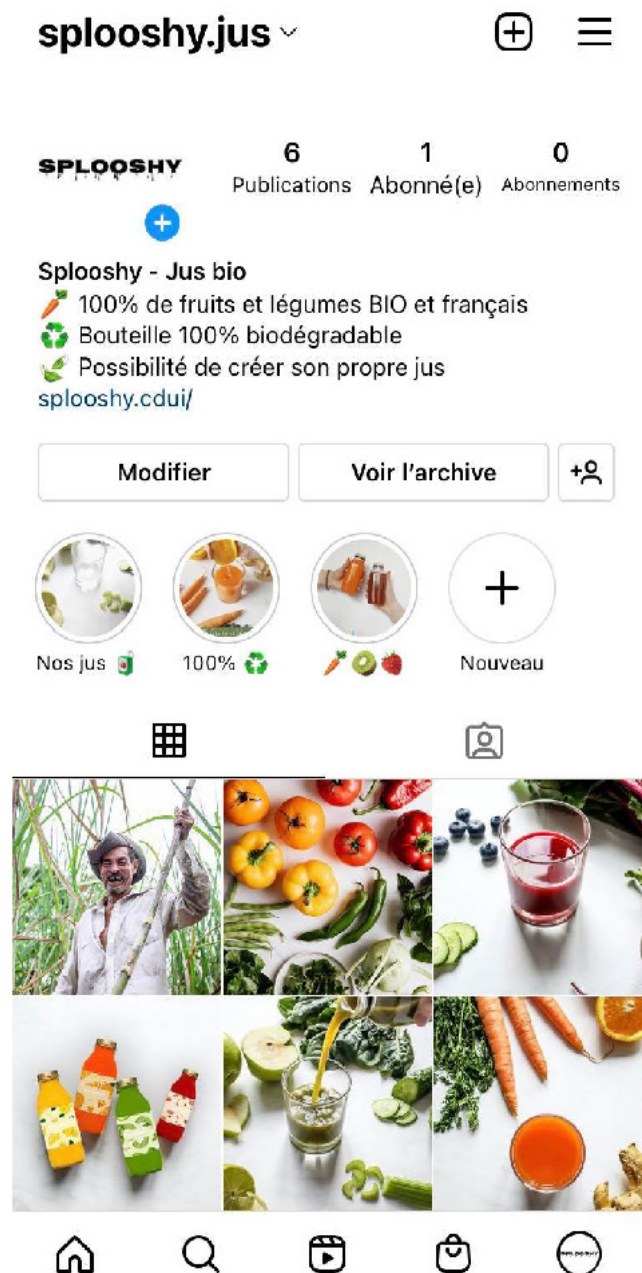 splooshy.jus
SPLOOSHY
6
Publications
1
Abonné(e)
0
Abonnements
Splooshy - Jus bio
🥕 100% de fruits et légumes BIO et français
♻️ Bouteille 100% biodégradable
🍃 Possibilité de créer son propre jus
splooshy.cdui/
Modifier
Voir l'archive
Nos jus 🧃
100% ♻️
🥕🥝🍓
Nouveau
SPLOOSHY